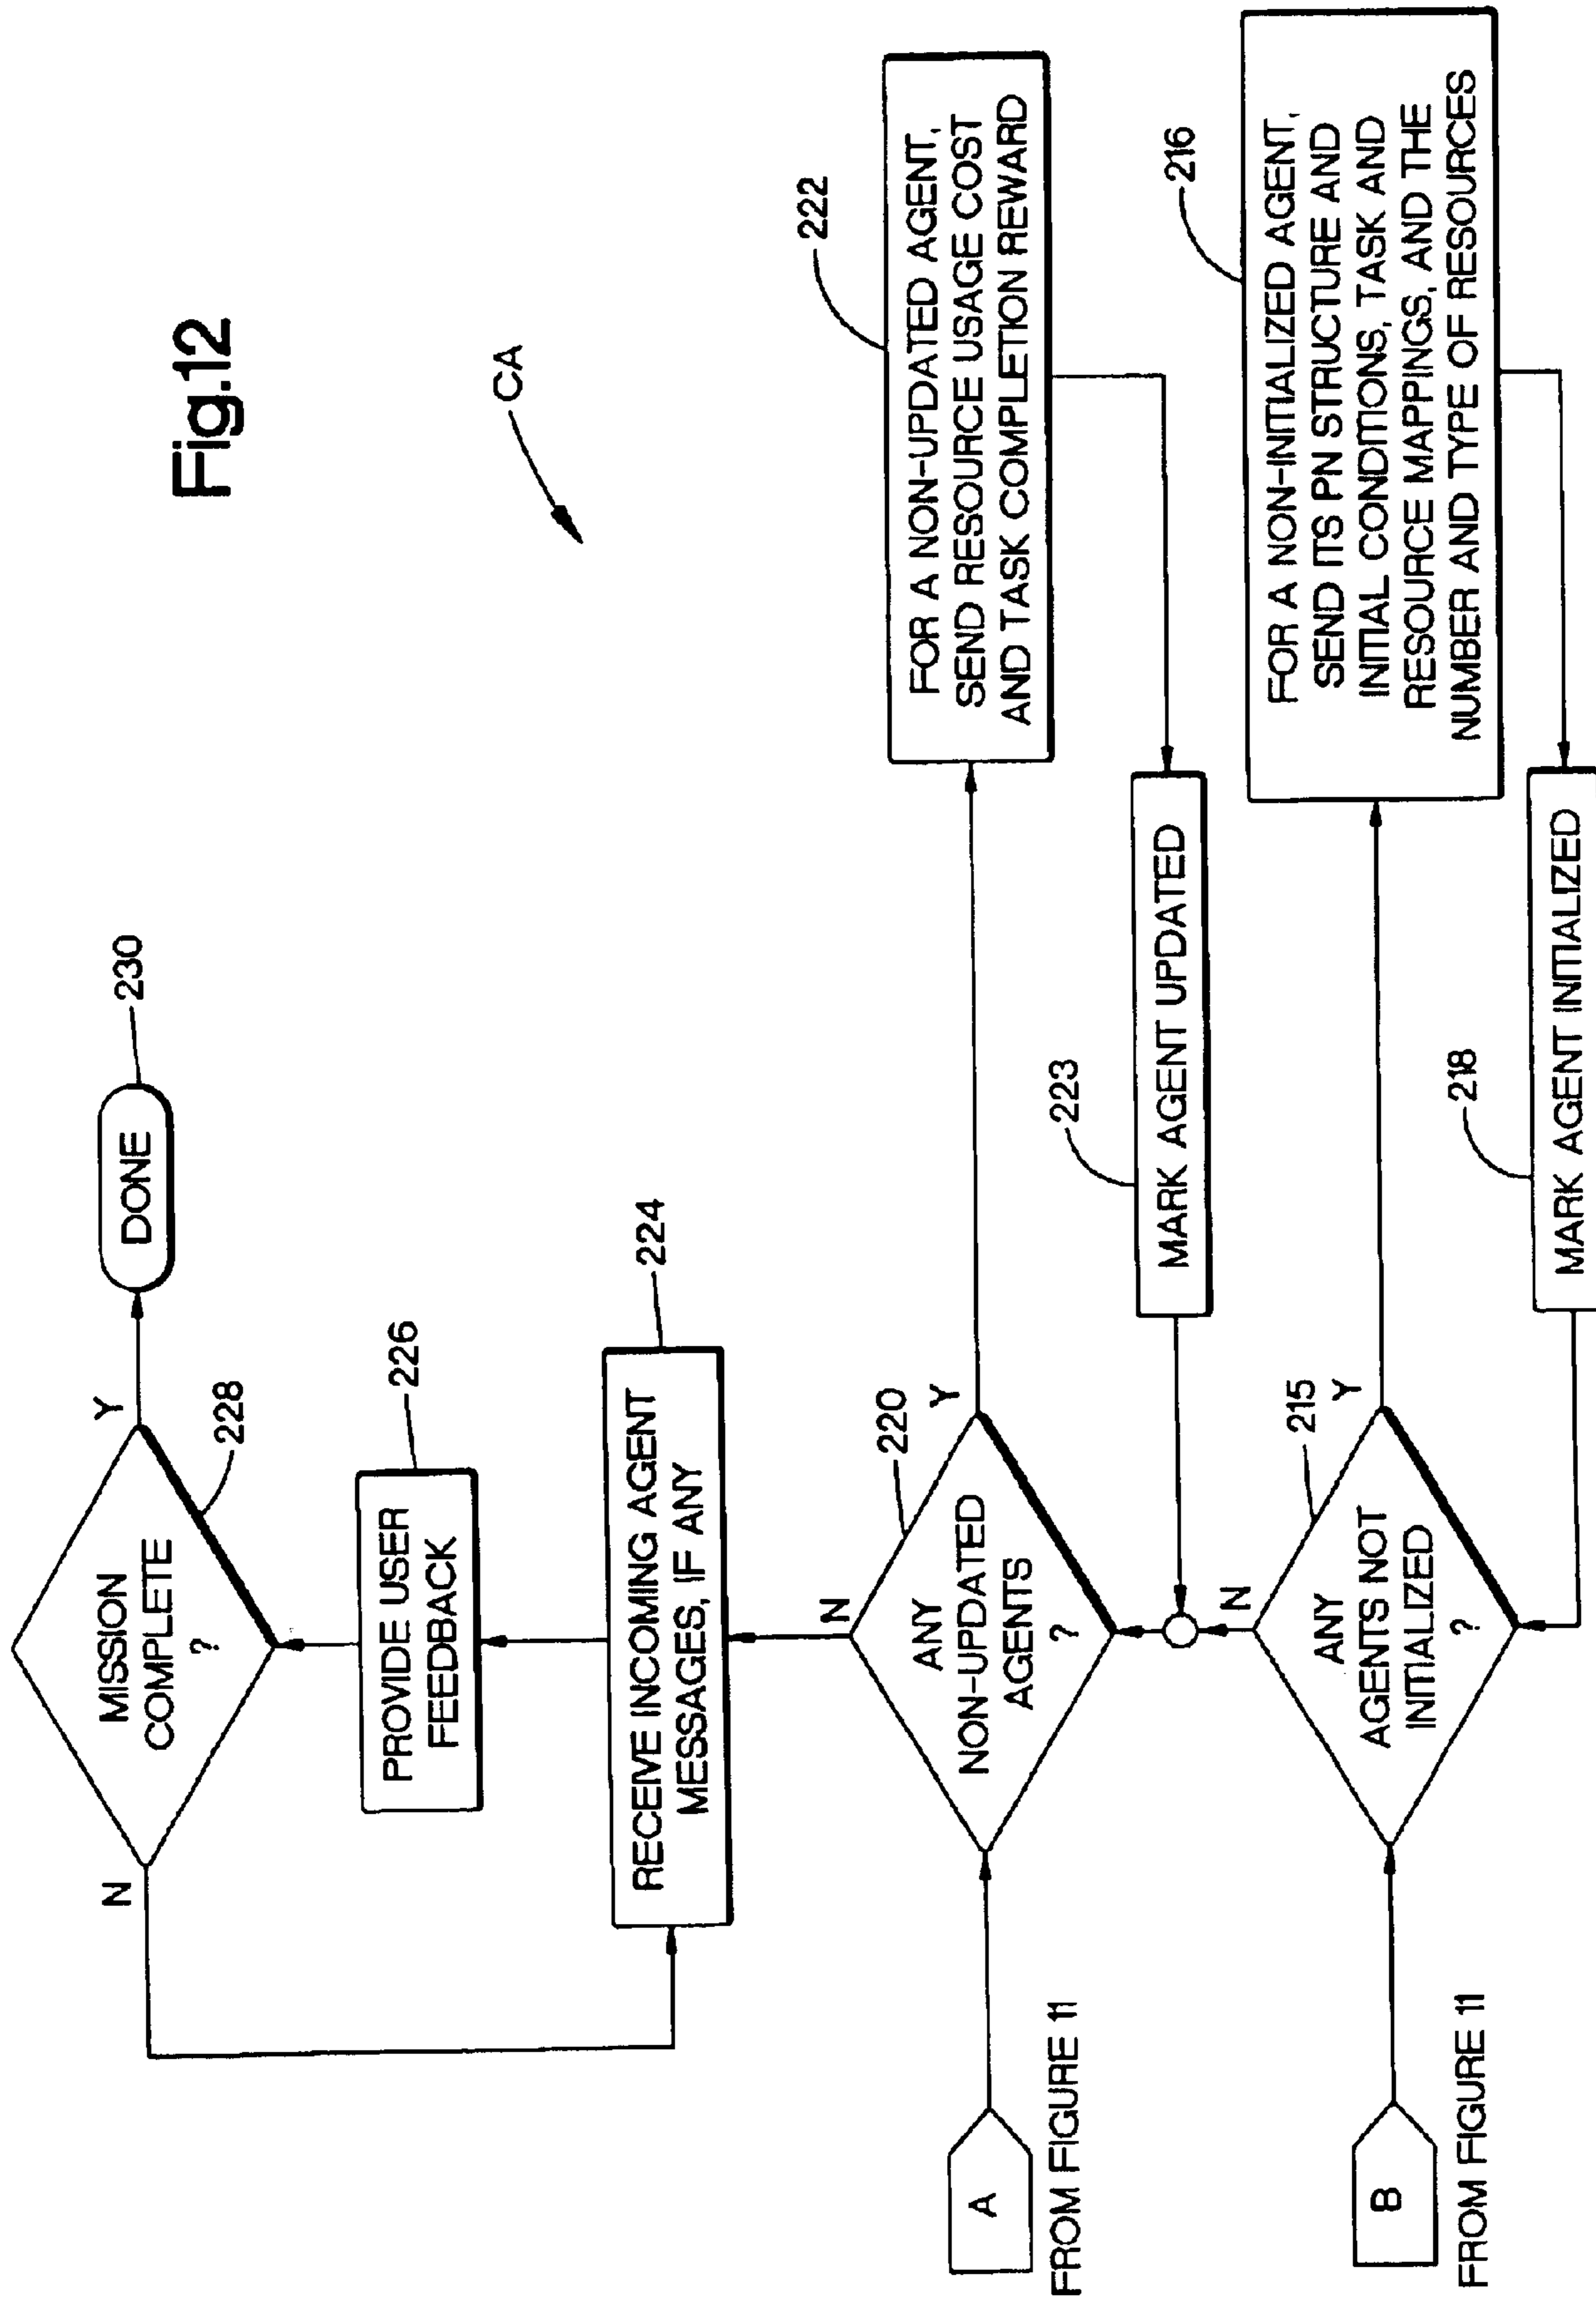 Fig.12
CA
MISSION
COMPLETE
?
Y
N
228
DONE
230
PROVIDE USER
FEEDBACK
226
RECEIVE INCOMING AGENT
MESSAGES, IF ANY
224
A
FROM FIGURE 11
ANY
NON-UPDATED
AGENTS
?
N
Y
220
FOR A NON-UPDATED AGENT,
SEND RESOURCE USAGE COST
AND TASK COMPLETION REWARD
222
MARK AGENT UPDATED
223
B
FROM FIGURE 11
ANY
AGENTS NOT
INITIALIZED
?
N
Y
215
FOR A NON-INITIALIZED AGENT,
SEND ITS PN STRUCTURE AND
INITIAL CONDITIONS, TASK AND
RESOURCE MAPPINGS, AND THE
NUMBER AND TYPE OF RESOURCES
216
MARK AGENT INITIALIZED
218